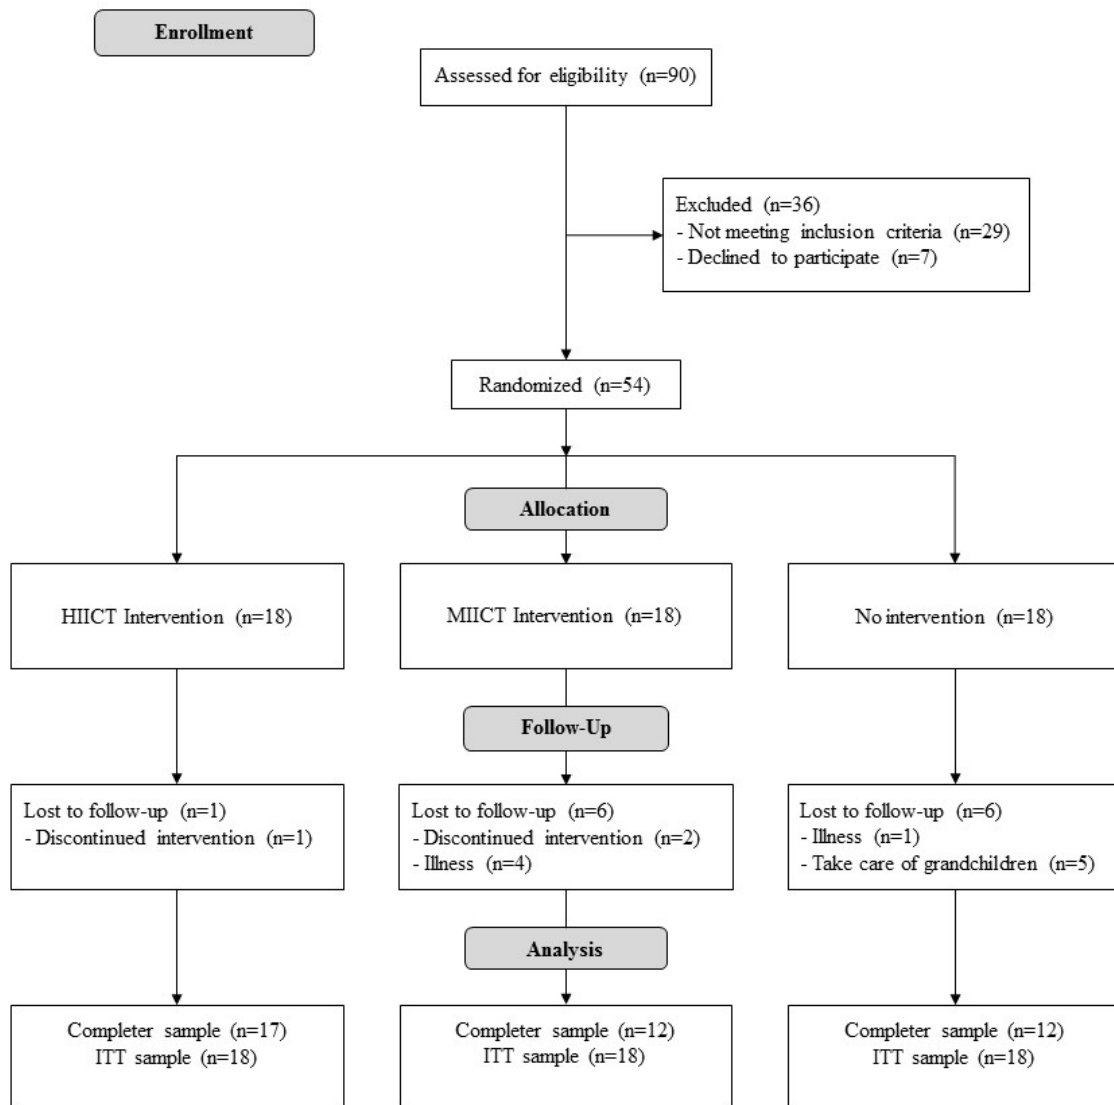 Enrollment
Assessed for eligibility (n=90)
Excluded (n=36)
- Not meeting inclusion criteria (n=29)
- Declined to participate (n=7)
Randomized (n=54)
Allocation
HIICT Intervention (n=18)
MIICT Intervention (n=18)
No intervention (n=18)
Follow-Up
Lost to follow-up (n=1)
- Discontinued intervention (n=1)
Lost to follow-up (n=6)
- Discontinued intervention (n=2)
- Illness (n=4)
Lost to follow-up (n=6)
- Illness (n=1)
- Take care of grandchildren (n=5)
Analysis
Completer sample (n=17)
ITT sample (n=18)
Completer sample (n=12)
ITT sample (n=18)
Completer sample (n=12)
ITT sample (n=18)